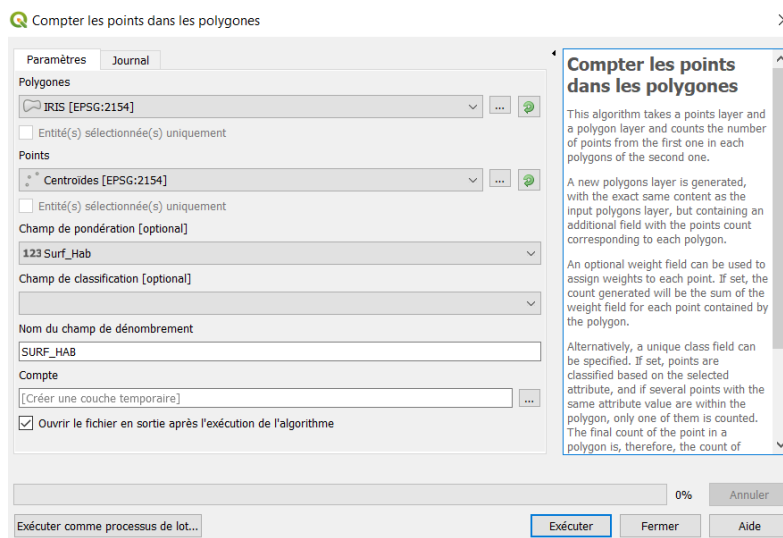 Compter les points dans les polygones
Paramètres
Journal
Polygones
IRIS [EPSG:2154]
...
Entité(s) sélectionnée(s) uniquement
Points
Centroïdes [EPSG:2154]
...
Entité(s) sélectionnée(s) uniquement
Champ de pondération [optional]
123 Surf_Hab
Champ de classification [optional]
Nom du champ de dénombrement
SURF_HAB
Compte
[Créer une couche temporaire]
...
Ouvrir le fichier en sortie après l'exécution de l'algorithme
Compter les points
dans les polygones
This algorithm takes a points layer and
a polygon layer and counts the number
of points from the first one in each
polygons of the second one.
A new polygons layer is generated,
with the exact same content as the
input polygons layer, but containing an
additional field with the points count
corresponding to each polygon.
An optional weight field can be used to
assign weights to each point. If set, the
count generated will be the sum of the
weight field for each point contained by
the polygon.
Alternatively, a unique class field can
be specified. If set, points are
classified based on the selected
attribute, and if several points with the
same attribute value are within the
polygon, only one of them is counted.
The final count of the point in a
polygon is, therefore, the count of
0%
Annuler
Exécuter comme processus de lot...
Exécuter
Fermer
Aide